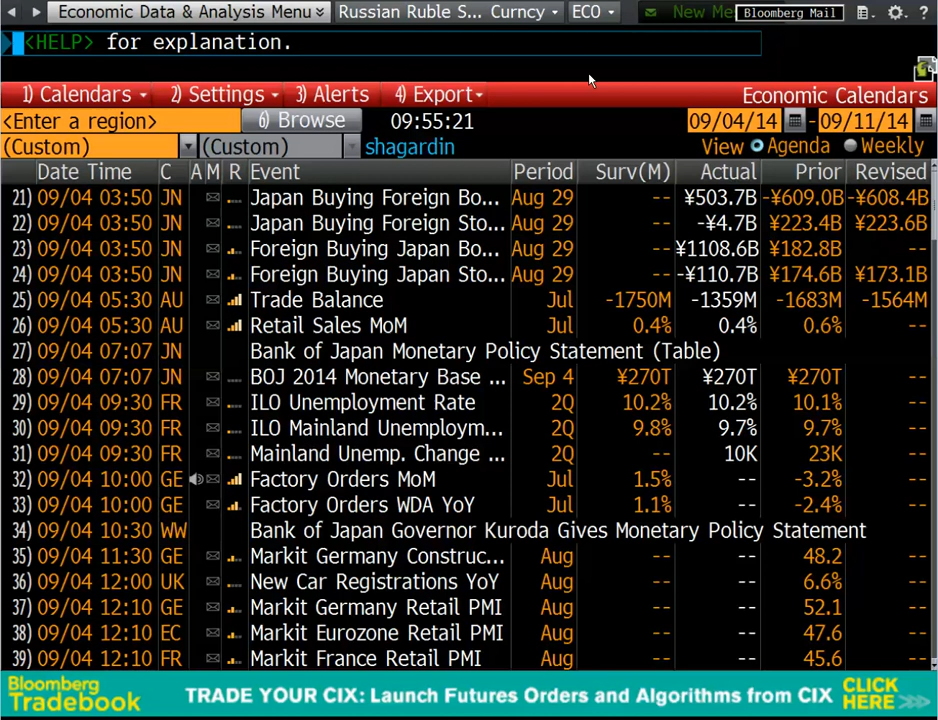 Economic Data & Analysis Menu Russian Ruble S... Curncy ECO New Me Bloomberg Mail ?
<HELP> for explanation.
1) Calendars 2) Settings 3) Alerts 4) Export Economic Calendars
<Enter a region> 6) Browse 09:55:21 09/04/14 - 09/11/14
(Custom) (Custom) shagardin View Agenda Weekly
Date Time C A M R Event Period Surv(M) Actual Prior Revised
21) 09/04 03:50 JN Japan Buying Foreign Bo... Aug 29 -- ¥503.7B -¥609.0B -¥608.4B
22) 09/04 03:50 JN Japan Buying Foreign Sto... Aug 29 -- -¥4.7B ¥223.4B ¥223.6B
23) 09/04 03:50 JN Foreign Buying Japan Bo... Aug 29 -- ¥1108.6B ¥182.8B --
24) 09/04 03:50 JN Foreign Buying Japan Sto... Aug 29 -- -¥110.7B ¥174.6B ¥173.1B
25) 09/04 05:30 AU Trade Balance Jul -1750M -1359M -1683M -1564M
26) 09/04 05:30 AU Retail Sales MoM Jul 0.4% 0.4% 0.6% --
27) 09/04 07:07 JN Bank of Japan Monetary Policy Statement (Table)
28) 09/04 07:07 JN BOJ 2014 Monetary Base ... Sep 4 ¥270T ¥270T ¥270T --
29) 09/04 09:30 FR ILO Unemployment Rate 2Q 10.2% 10.2% 10.1% --
30) 09/04 09:30 FR ILO Mainland Unemploym... 2Q 9.8% 9.7% 9.7% --
31) 09/04 09:30 FR Mainland Unemp. Change ... 2Q -- 10K 23K --
32) 09/04 10:00 GE Factory Orders MoM Jul 1.5% -- -3.2% --
33) 09/04 10:00 GE Factory Orders WDA YoY Jul 1.1% -- -2.4% --
34) 09/04 10:30 WW Bank of Japan Governor Kuroda Gives Monetary Policy Statement
35) 09/04 11:30 GE Markit Germany Construc... Aug -- -- 48.2 --
36) 09/04 12:00 UK New Car Registrations YoY Aug -- -- 6.6% --
37) 09/04 12:10 GE Markit Germany Retail PMI Aug -- -- 52.1 --
38) 09/04 12:10 EC Markit Eurozone Retail PMI Aug -- -- 47.6 --
39) 09/04 12:10 FR Markit France Retail PMI Aug -- -- 45.6 --
Bloomberg
Tradebook
TRADE YOUR CIX: Launch Futures Orders and Algorithms from CIX
CLICK
HERE >>>